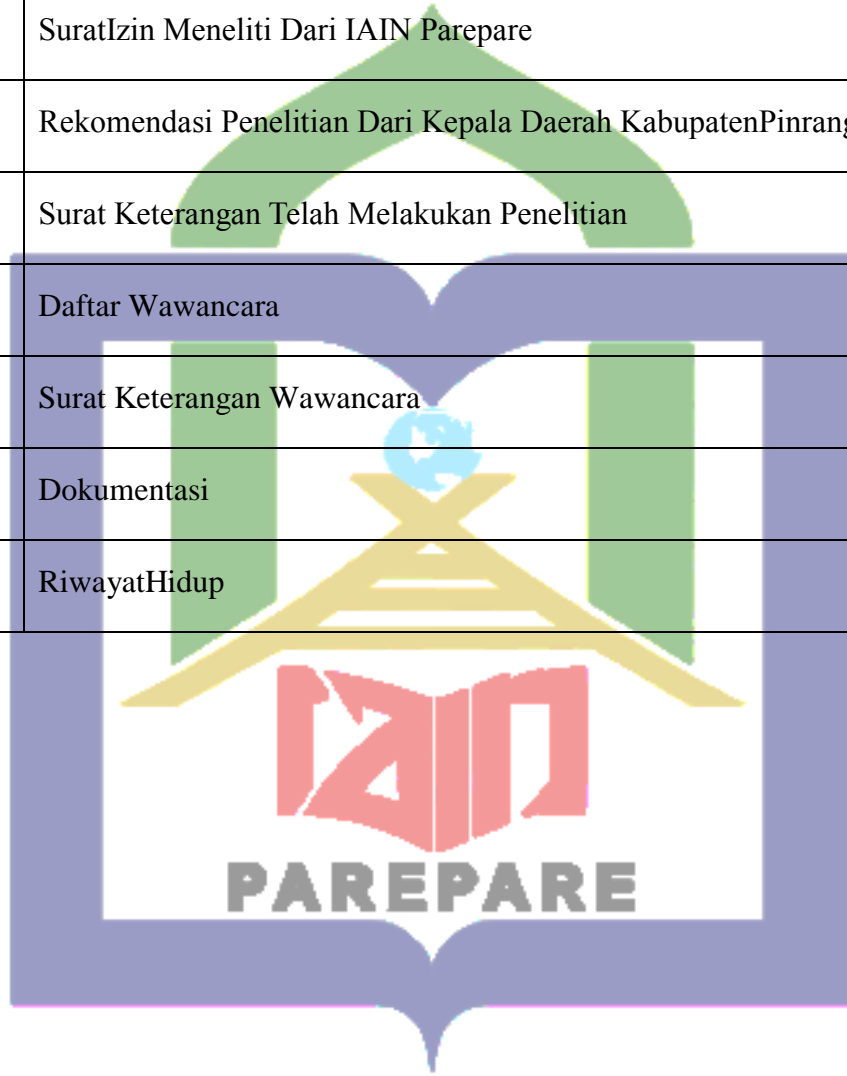 SuratIzin Meneliti Dari IAIN Parepare
Rekomendasi Penelitian Dari Kepala Daerah KabupatenPinrang
Surat Keterangan Telah Melakukan Penelitian
Daftar Wawancara
Surat Keterangan Wawancara
Dokumentasi
RiwayatHidup
IAIN
PAREPARE